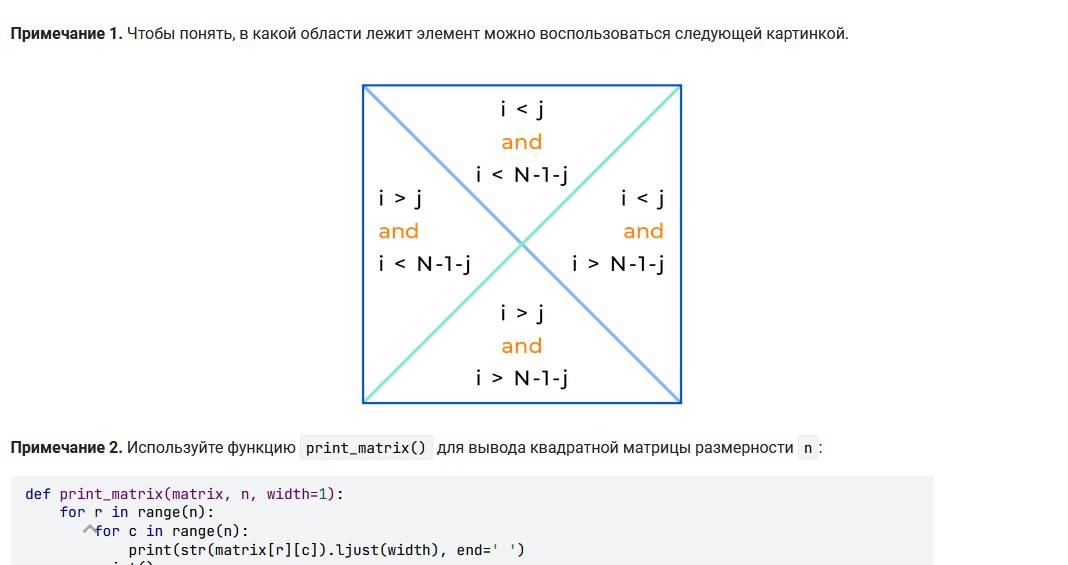 Примечание 1. Чтобы понять, в какой области лежит элемент можно воспользоваться следующей картинкой.
i < j
and
i < N-1-j
i > j
and
i < N-1-j
i < j
and
i > N-1-j
i > j
and
i > N-1-j
Примечание 2. Используйте функцию print_matrix() для вывода квадратной матрицы размерности n:
def print_matrix(matrix, n, width=1):
for r in range(n):
for c in range(n):
print(str(matrix[r][c]).ljust(width), end=' ')